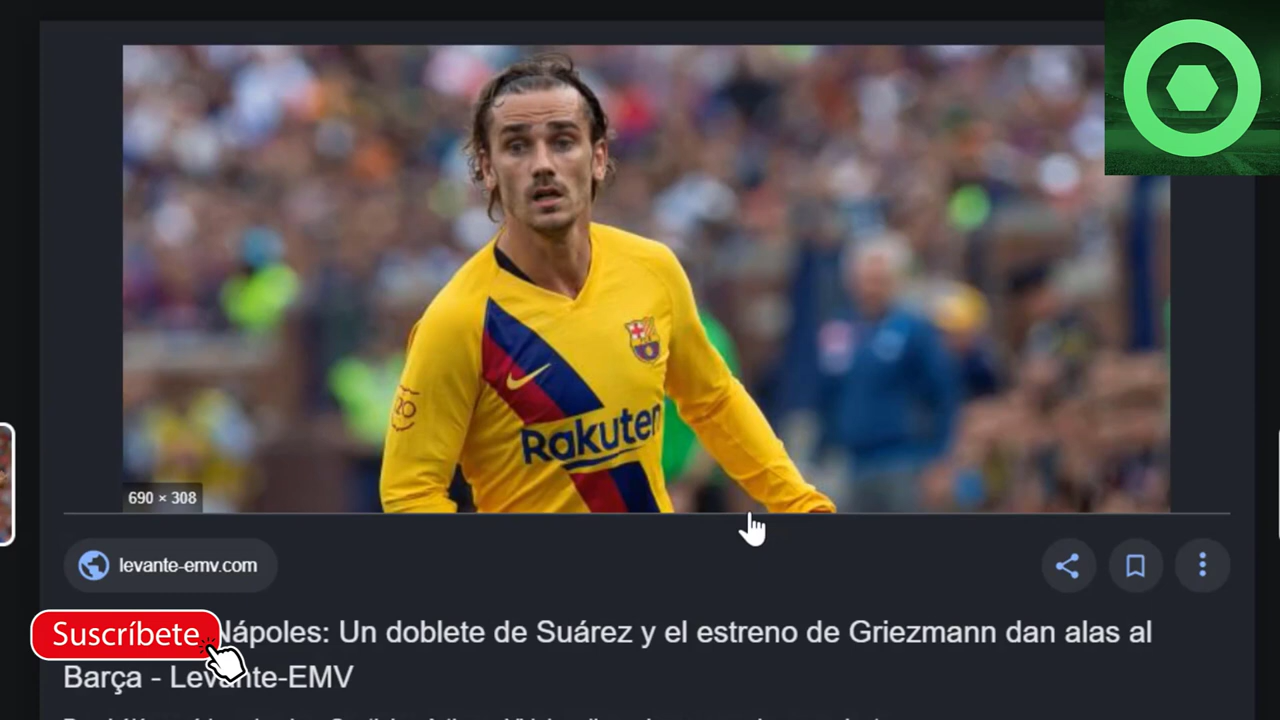 20
Rakuten
690 × 308
levante-emv.com
Suscríbete
Nápoles: Un doblete de Suárez y el estreno de Griezmann dan alas al
Barça - Levante-EMV